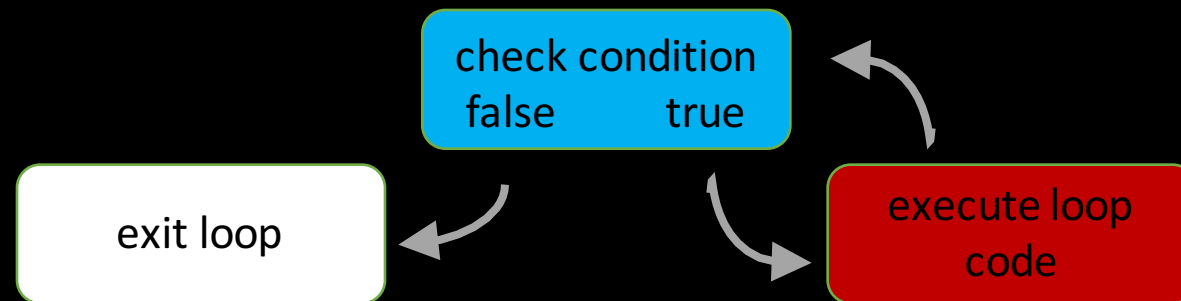 check condition
false true
exit loop
execute loop
code